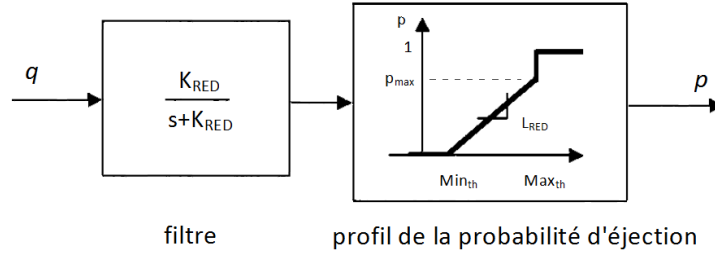 q
K_RED
s+K_RED
p
1
p_max
L_RED
Min_th Max_th
p
filtre
profil de la probabilité d'éjection